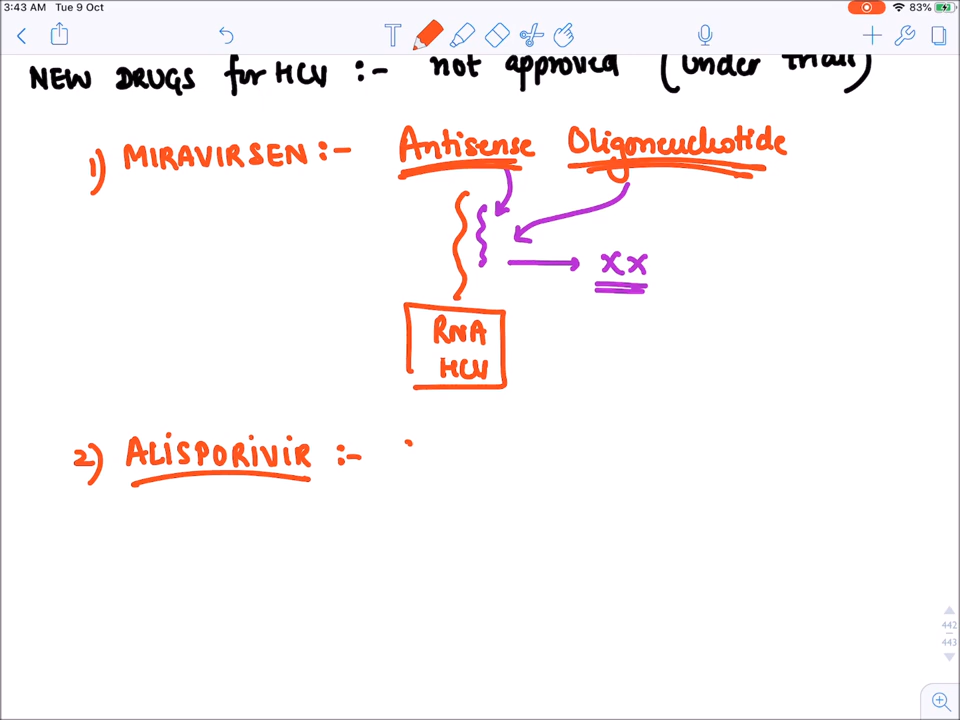 3:43 AM Tue 9 Oct 83%
T
NEW DRUGS for HCV :- not approved (under trial)
1) MIRAVIRSEN :- Antisense Oligonucleotide
xx
RNA
HCV
2) ALISPORIVIR :-
442
443